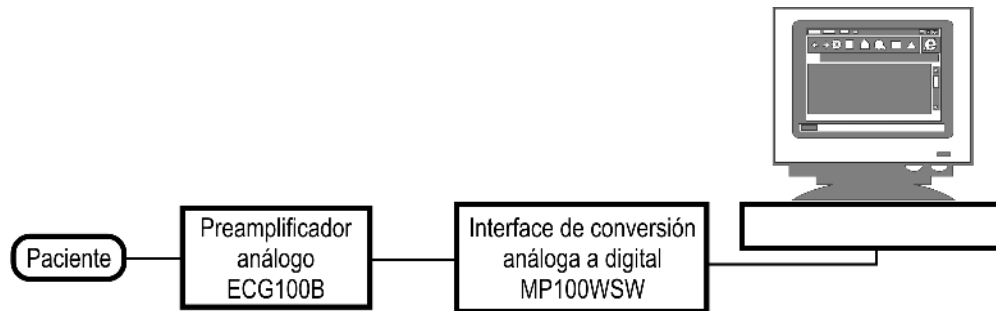 Paciente
Preamplificador
análogo
ECG100B
Interface de conversión
análoga a digital
MP100WSW